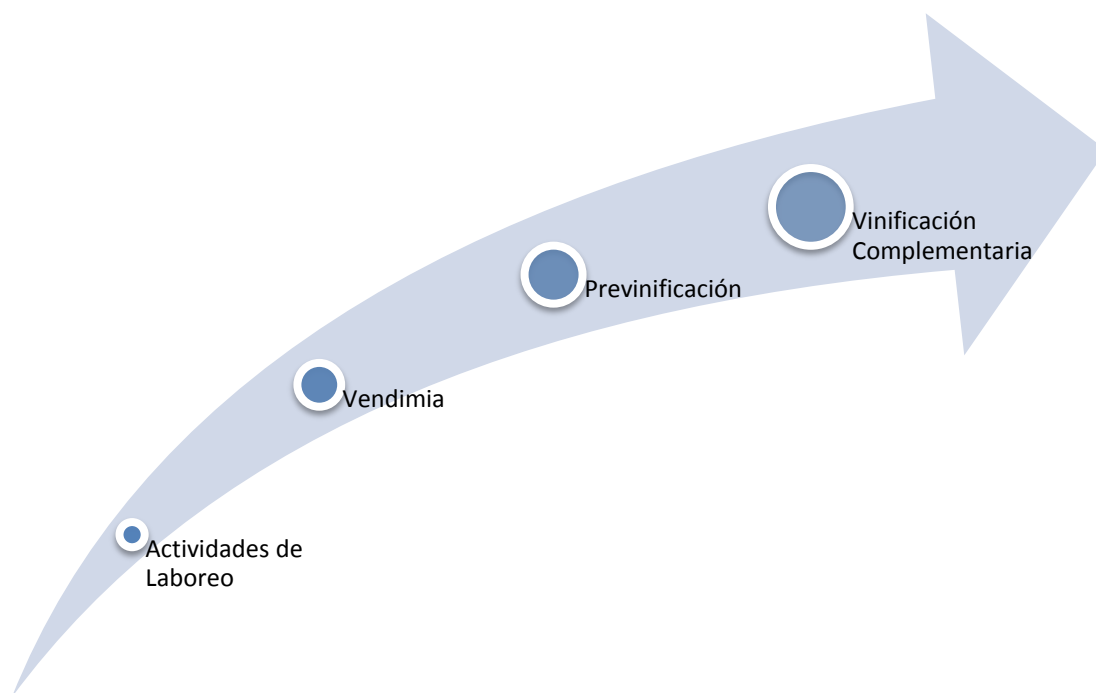 Vinificación
Complementaria
Previnificación
Vendimia
Actividades de
Laboreo